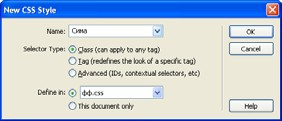 New CSS Style
Name: Сима OK
Selector Type: Class (can apply to any tag) Cancel
Tag (redefines the look of a specific tag)
Advanced (IDs, contextual selectors, etc)
Define in: фф.css
This document only Help